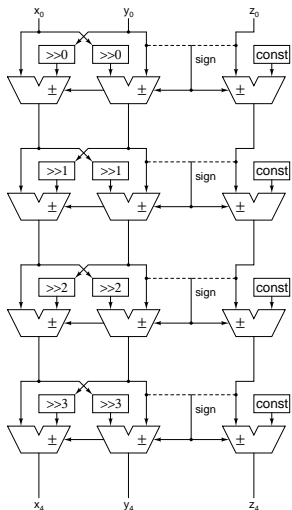 x0 y0 z0
>>0 >>0 sign const
± ± ±
>>1 >>1 sign const
± ± ±
>>2 >>2 sign const
± ± ±
>>3 >>3 sign const
± ± ±
x4 y4 z4